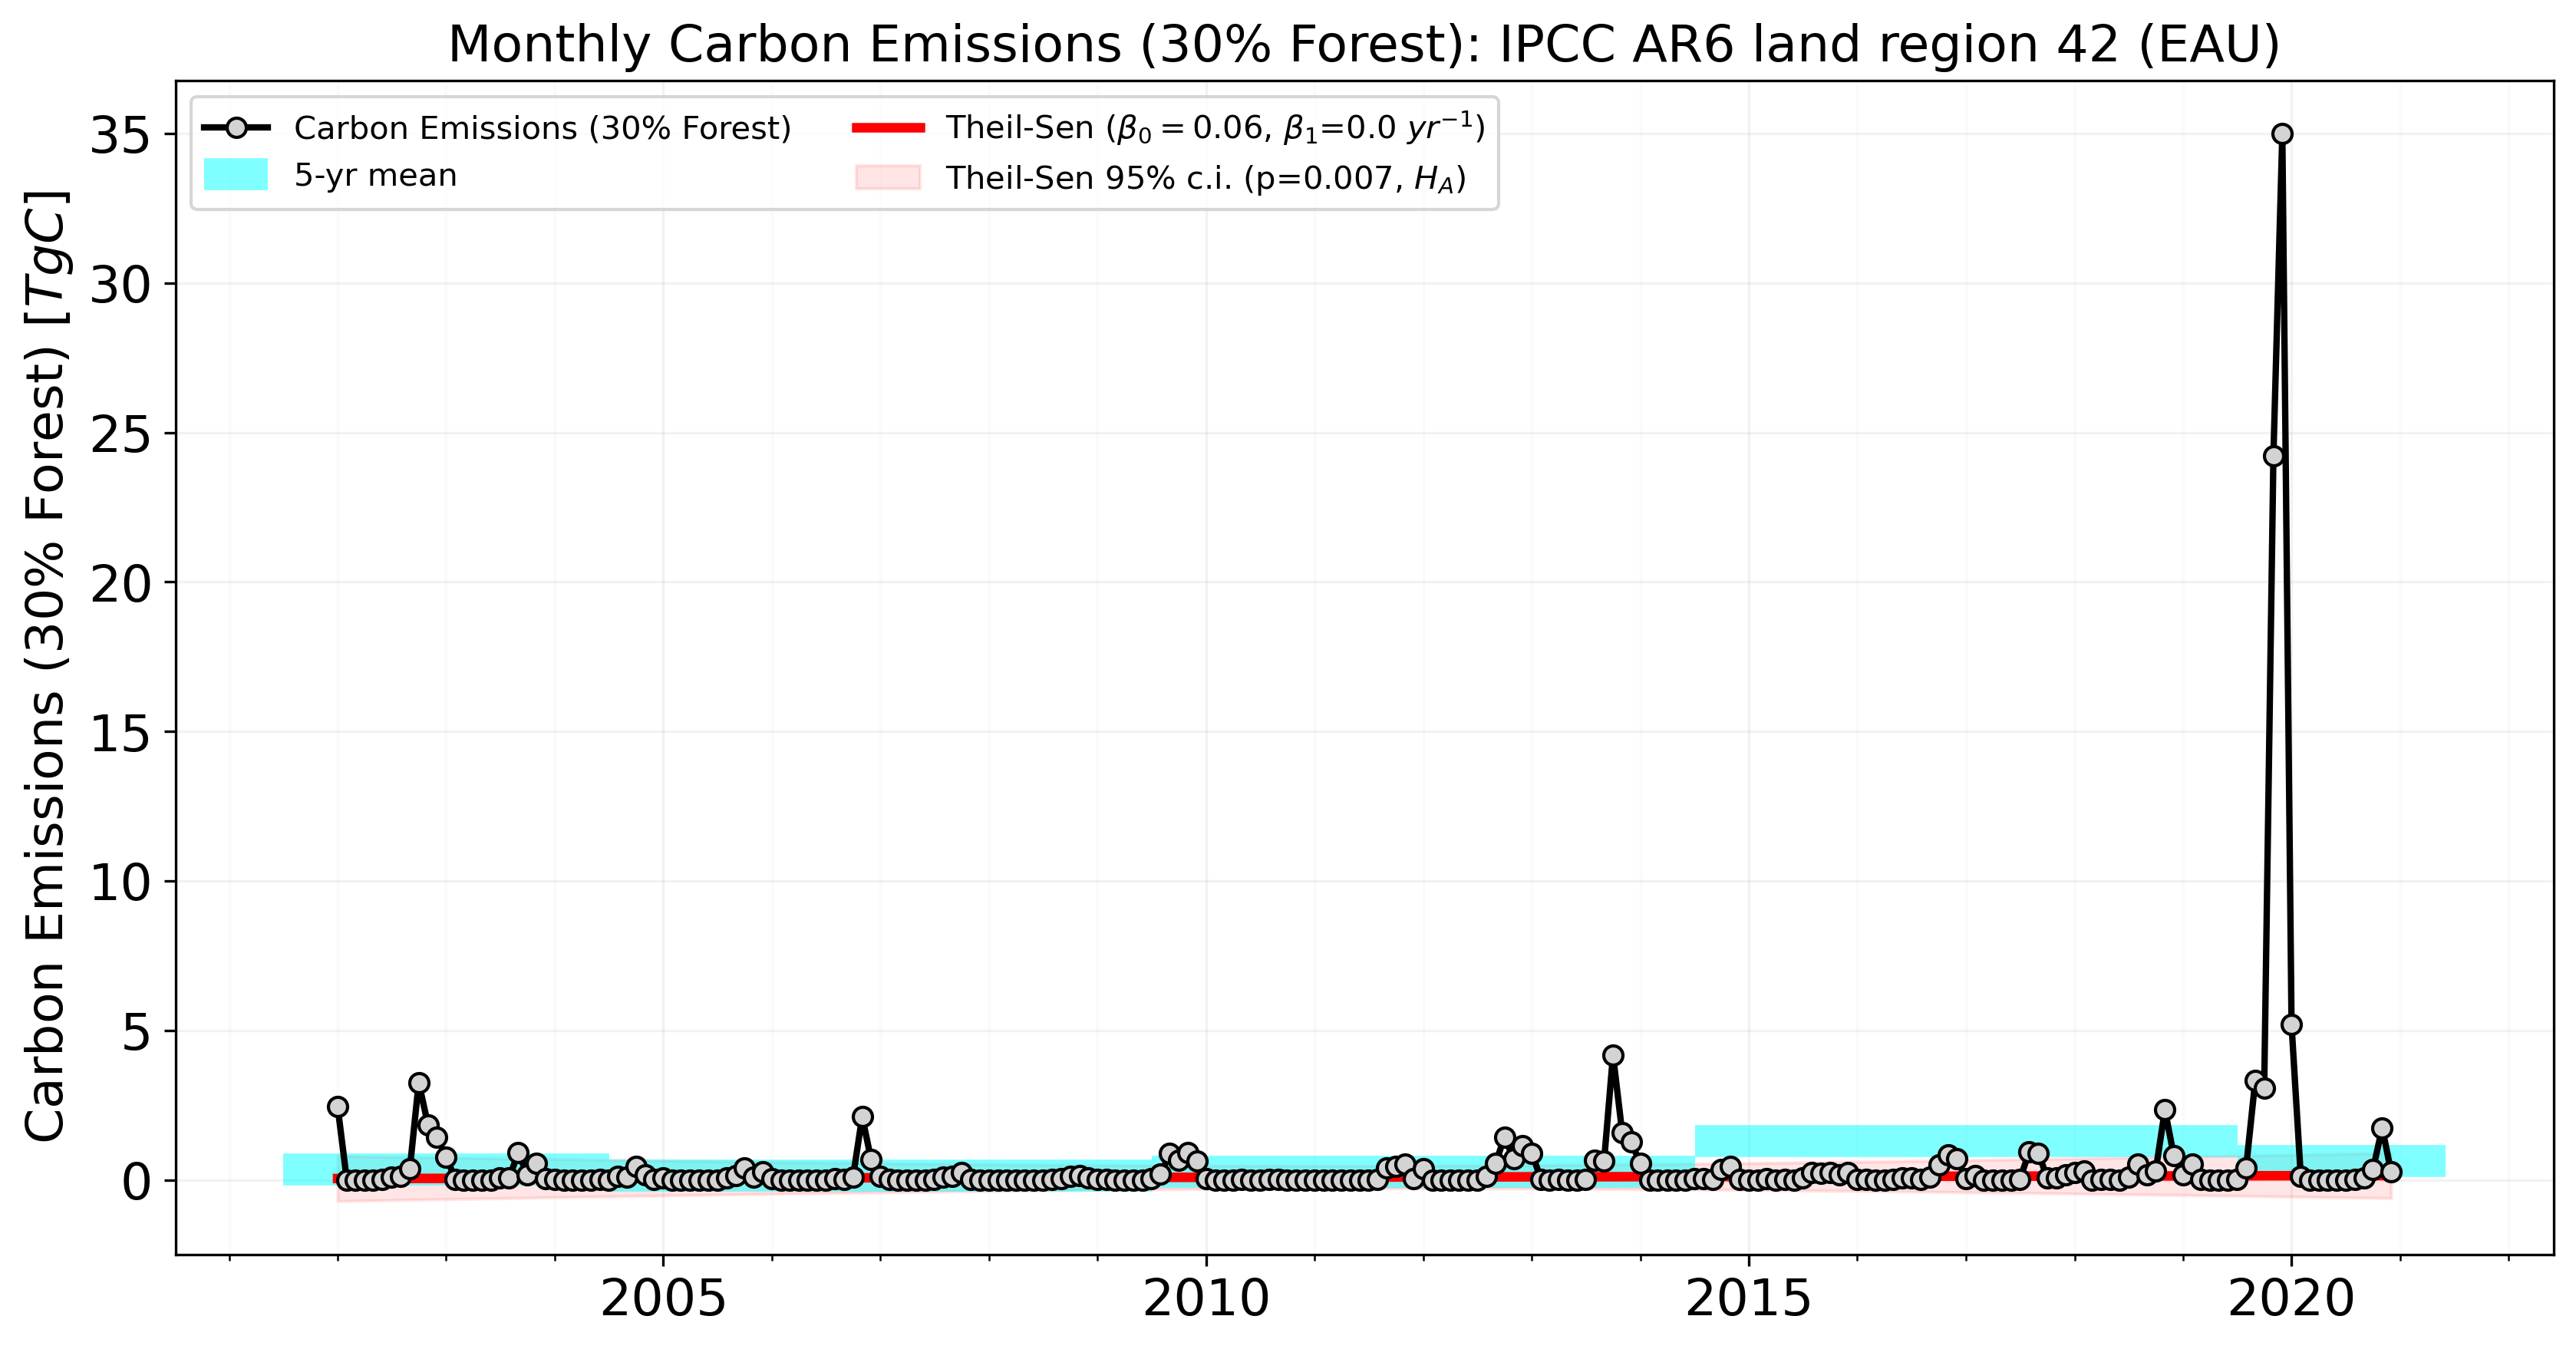 Monthly Carbon Emissions (30% Forest): IPCC AR6 land region 42 (EAU)
Carbon Emissions (30% Forest) [TgC]
35
30
25
20
15
10
5
0
Carbon Emissions (30% Forest)
5-yr mean
Theil-Sen (β₀ = 0.06, β₁=0.0 yr⁻¹)
Theil-Sen 95% c.i. (p=0.007, H_A)
2005
2010
2015
2020